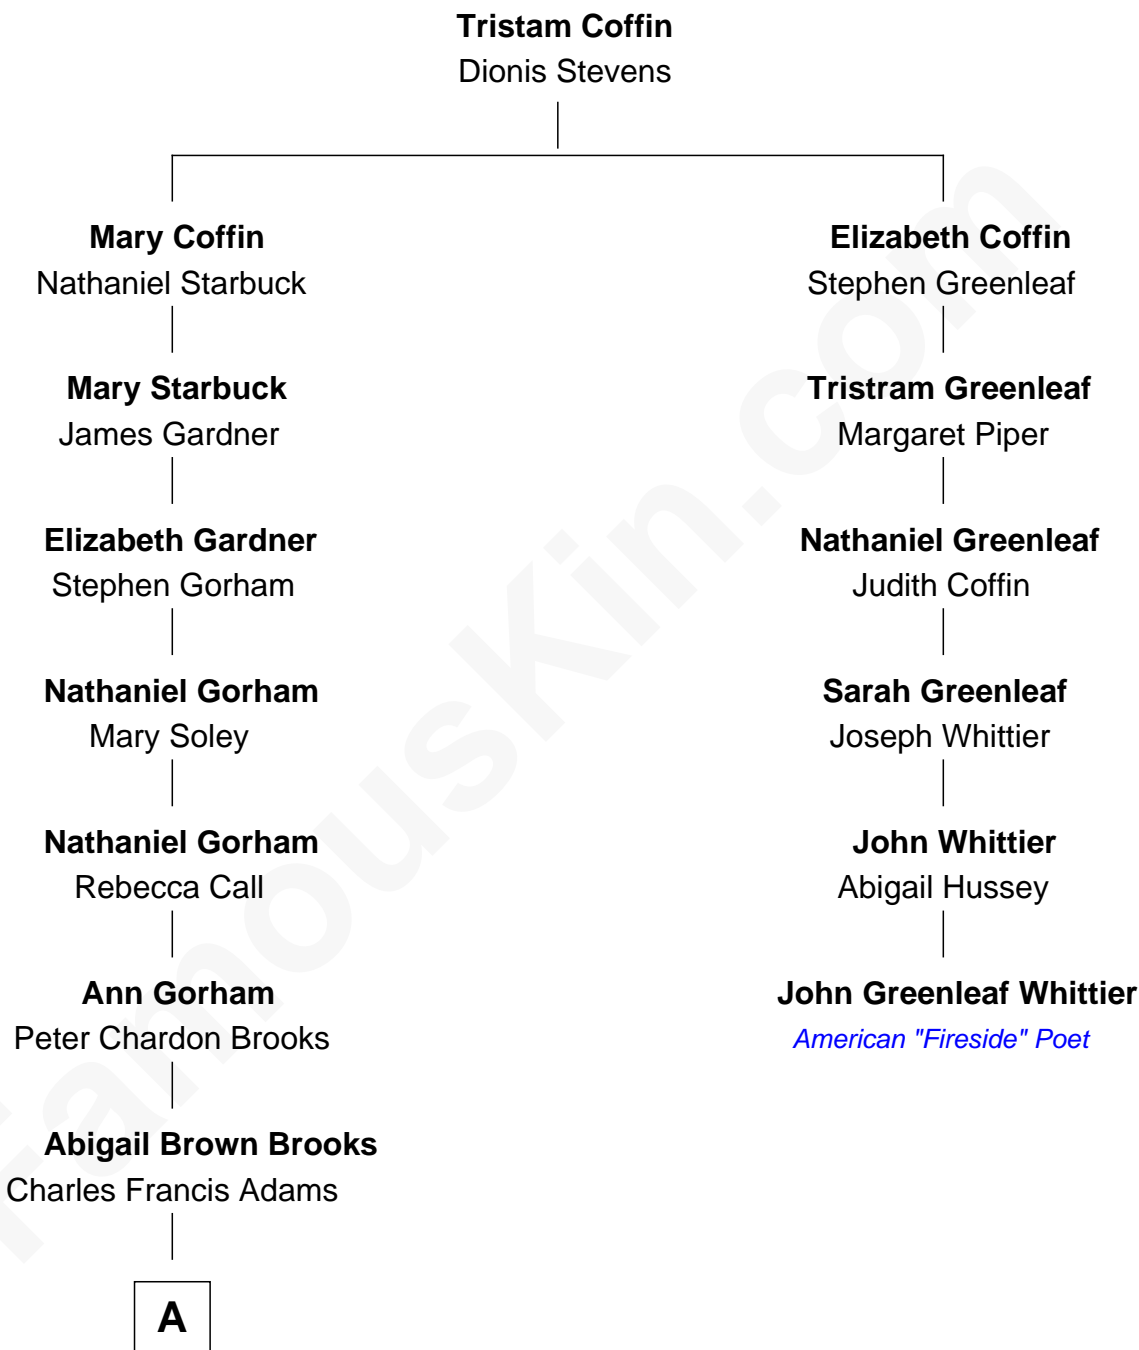 Tristam Coffin
Dionis Stevens
Mary Coffin
Nathaniel Starbuck
Mary Starbuck
James Gardner
Elizabeth Gardner
Stephen Gorham
Nathaniel Gorham
Mary Soley
Nathaniel Gorham
Rebecca Call
Ann Gorham
Peter Chardon Brooks
Abigail Brown Brooks
Charles Francis Adams
A
Elizabeth Coffin
Stephen Greenleaf
Tristram Greenleaf
Margaret Piper
Nathaniel Greenleaf
Judith Coffin
Sarah Greenleaf
Joseph Whittier
John Whittier
Abigail Hussey
John Greenleaf Whittier
American "Fireside" Poet
FamousKin.com